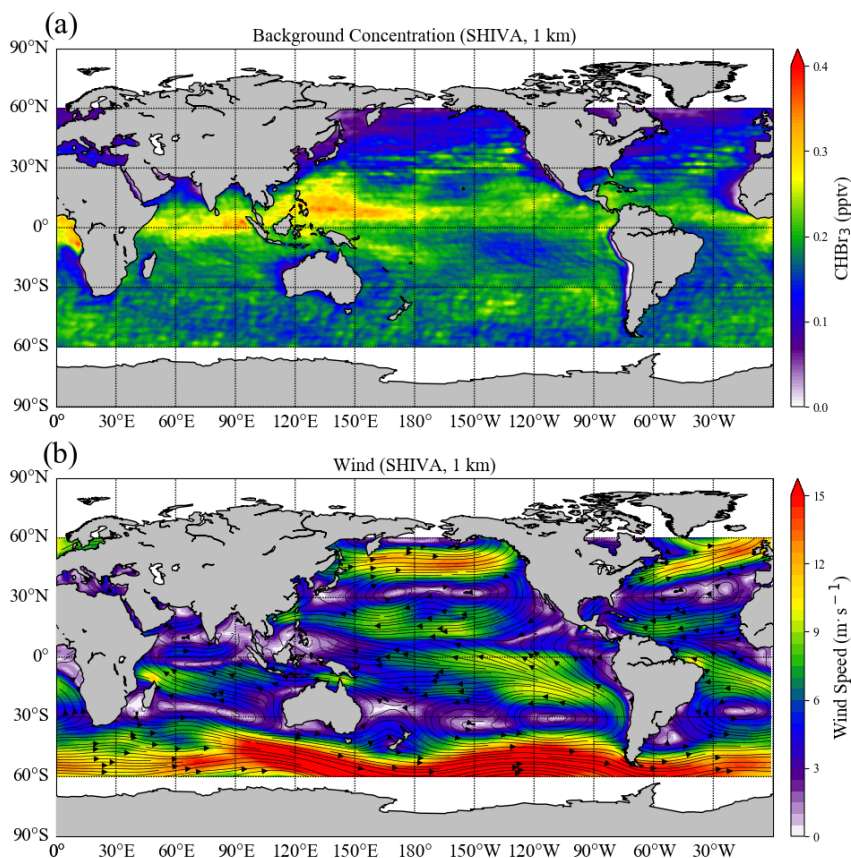 (a)
Background Concentration (SHIVA, 1 km)
90°N
60°N
30°N
0°
30°S
60°S
90°S
0° 30°E 60°E 90°E 120°E 150°E 180° 150°W 120°W 90°W 60°W 30°W
0.4
0.3
0.2
0.1
0.0
CHBr₃ (pptv)
(b)
Wind (SHIVA, 1 km)
90°N
60°N
30°N
0°
30°S
60°S
90°S
0° 30°E 60°E 90°E 120°E 150°E 180° 150°W 120°W 90°W 60°W 30°W
15
12
9
6
3
0
Wind Speed (m· s⁻¹)